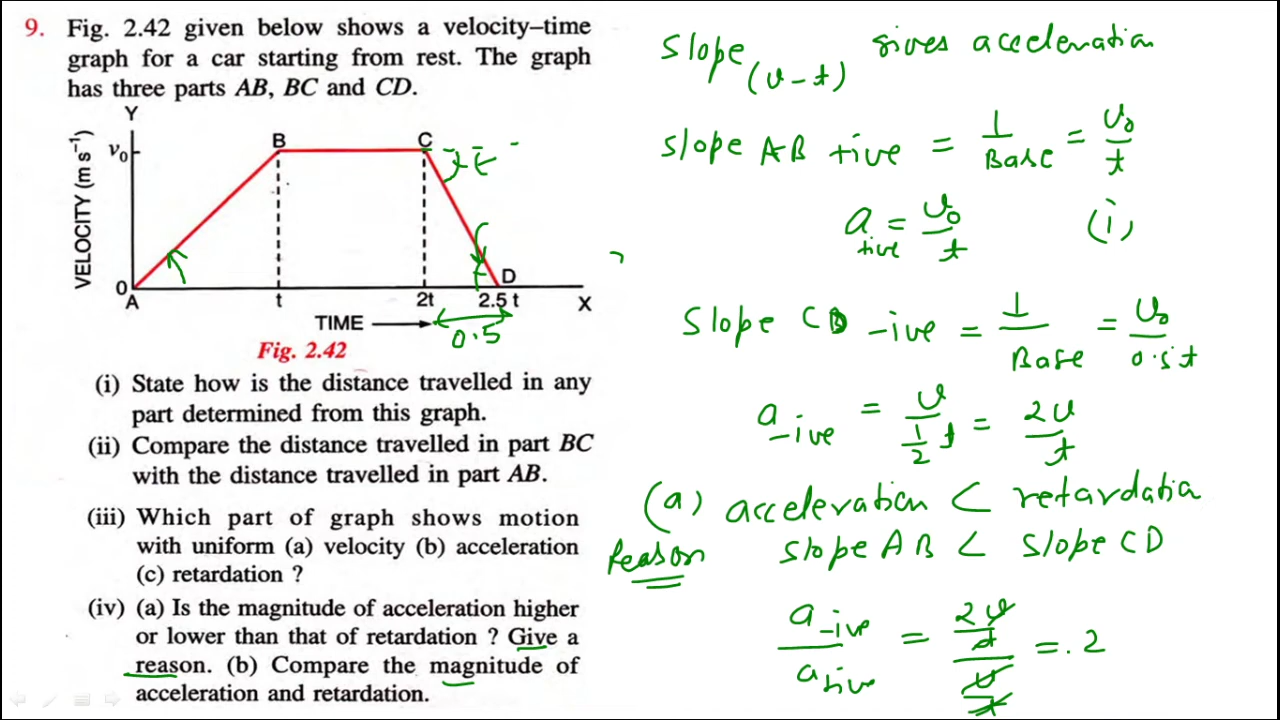 9. Fig. 2.42 given below shows a velocity–time
graph for a car starting from rest. The graph
has three parts AB, BC and CD.
Y
VELOCITY (m s⁻¹)
v₀
B
C
0
A
D
t
2t
2.5 t
X
TIME
0.5
Fig. 2.42
(i) State how is the distance travelled in any
part determined from this graph.
(ii) Compare the distance travelled in part BC
with the distance travelled in part AB.
(iii) Which part of graph shows motion
with uniform (a) velocity (b) acceleration
(c) retardation ?
(iv) (a) Is the magnitude of acceleration higher
or lower than that of retardation ? Give a
reason. (b) Compare the magnitude of
acceleration and retardation.
Slope (v-t) gives acceleration
slope AB +ive = ⊥/Base = v₀/t
a +ive = v₀/t (i)
Slope CD -ive = ⊥/Base = v₀/0.5t
a -ive = v/½t = 2v/t
(a) acceleration < retardation
Reason slope AB < slope CD
a -ive/a +ive = 2v/t / v/t = 2